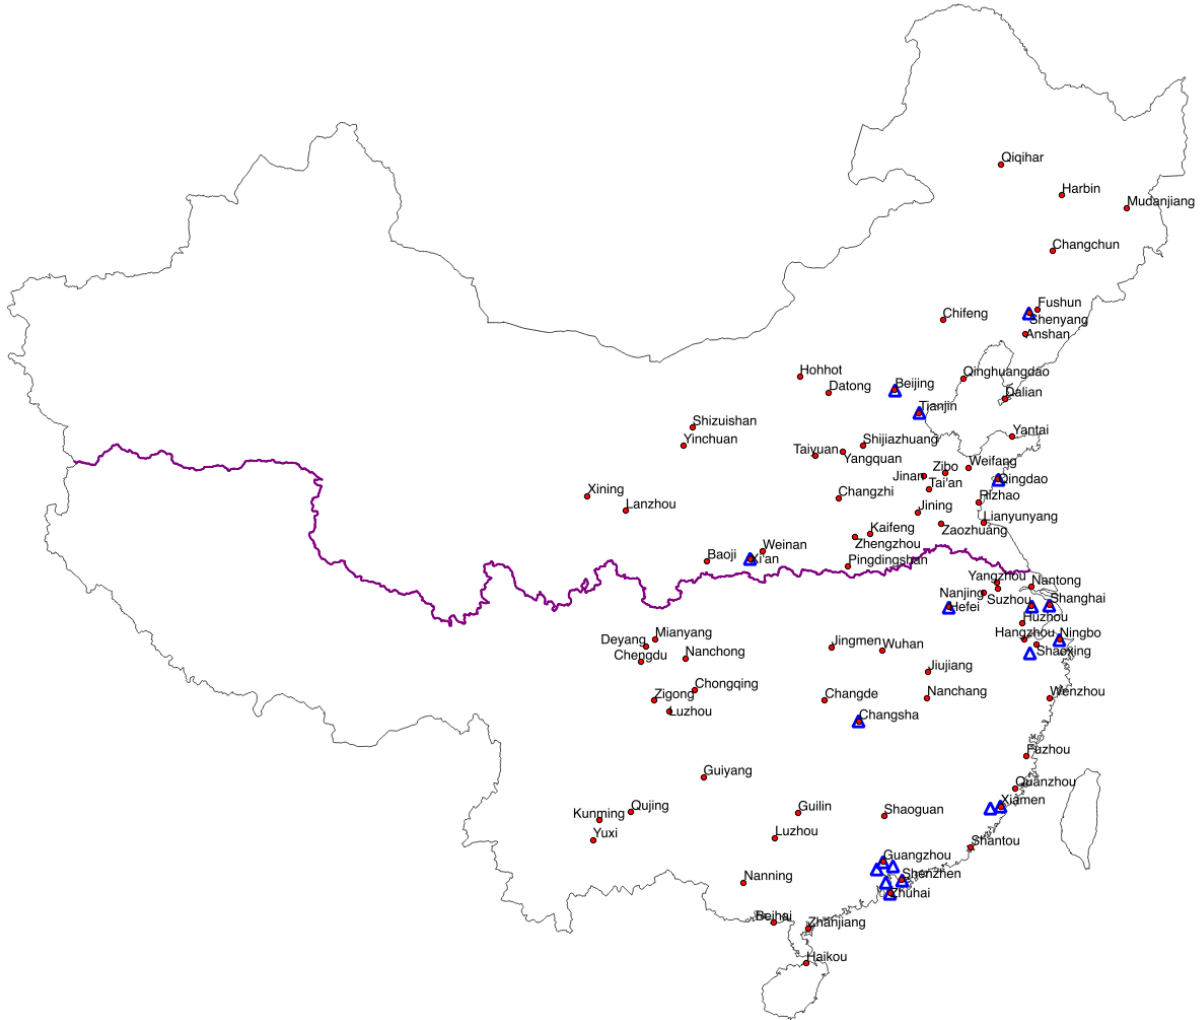 Qiqihar
Harbin
Mudanjiang
Changchun
Fushun
Chifeng
Shenyang
Anshan
Hohhot
Qinghuangdao
Datong
Beijing
Dalian
Tianjin
Shizuishan
Yantai
Yinchuan
Shijiazhuang
Taiyuan
Yangquan
Zibo
Weifang
Jinan
Tai'an
Qingdao
Xining
Changzhi
Rizhao
Lanzhou
Jining
Lianyunyang
Kaifeng
Zaozhuang
Zhengzhou
Weinan
Baoji
Xi'an
Pingdingshan
Yangzhou
Nantong
Nanjing
Suzhou
Shanghai
Hefei
Huzhou
Mianyang
Hangzhou
Ningbo
Deyang
Jingmen
Wuhan
Shaoxing
Chengdu
Nanchong
Jiujiang
Chongqing
Zigong
Changde
Nanchang
Wenzhou
Luzhou
Changsha
Fuzhou
Guiyang
Quanzhou
Qujing
Guilin
Shaoguan
Xiamen
Kunming
Yuxi
Luzhou
Shantou
Guangzhou
Nanning
Shenzhen
Zhuhai
Beihai
Zhanjiang
Haikou